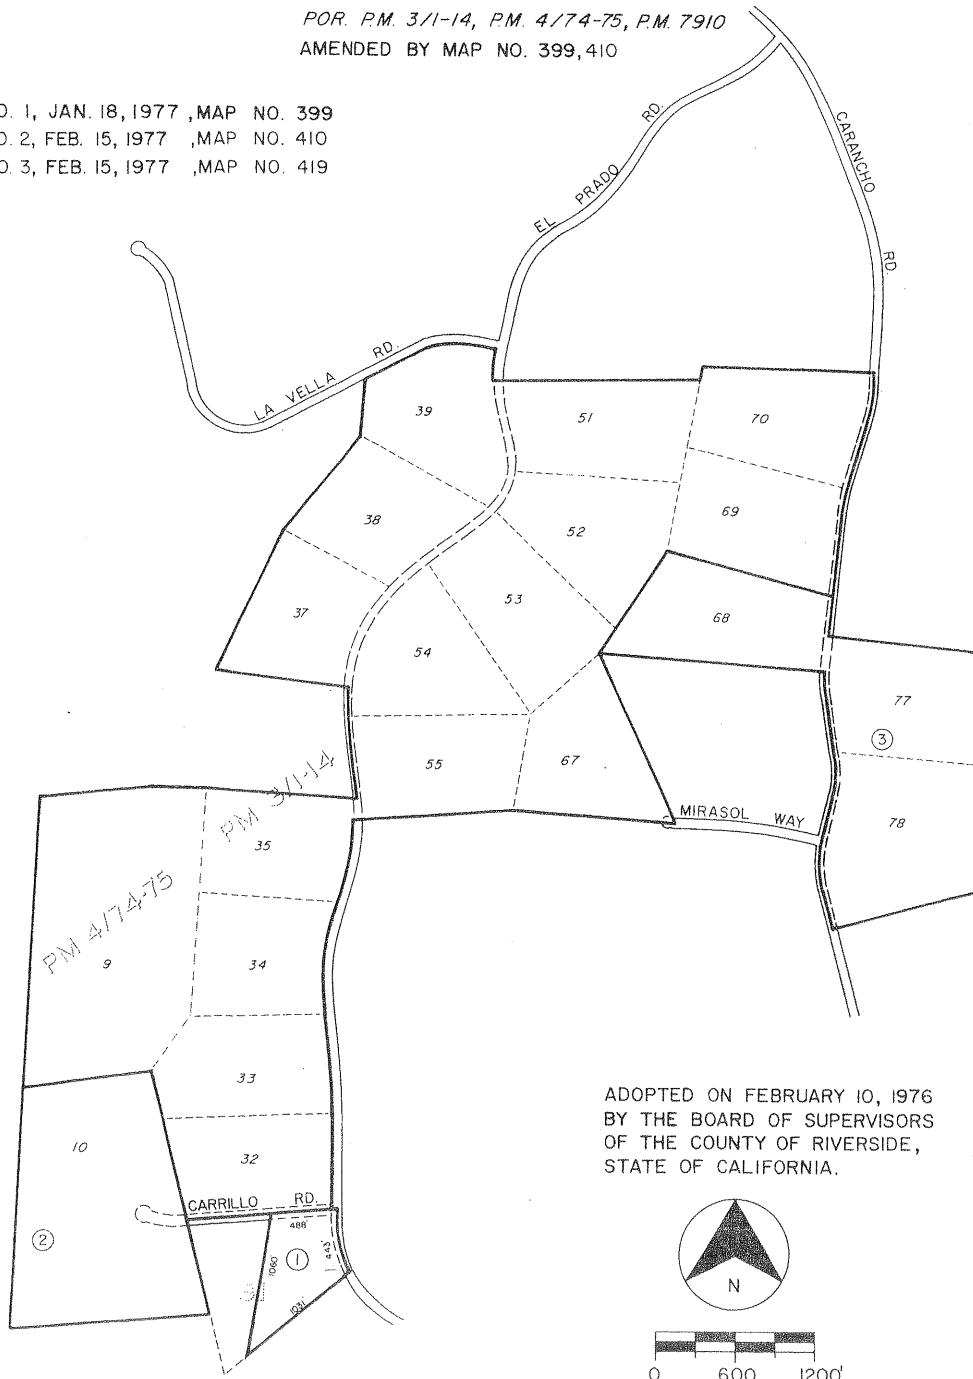 POR. P.M. 3/1-14, P.M. 4/74-75, P.M. 7910
AMENDED BY MAP NO. 399,410
O. 1, JAN. 18, 1977 ,MAP NO. 399
O. 2, FEB. 15, 1977 ,MAP NO. 410
O. 3, FEB. 15, 1977 ,MAP NO. 419
EL PRADO RD.
CARANCHO RD.
LA VELLA RD.
39
51
70
38
52
69
37
53
68
54
77
3
55
67
PM 3/1-14
MIRASOL WAY
78
35
PM 4/74-75
9
34
33
10
32
CARRILLO RD.
488'
2
1
1060'
443'
1031'
ADOPTED ON FEBRUARY 10, 1976
BY THE BOARD OF SUPERVISORS
OF THE COUNTY OF RIVERSIDE,
STATE OF CALIFORNIA.
N
0 600 1200'